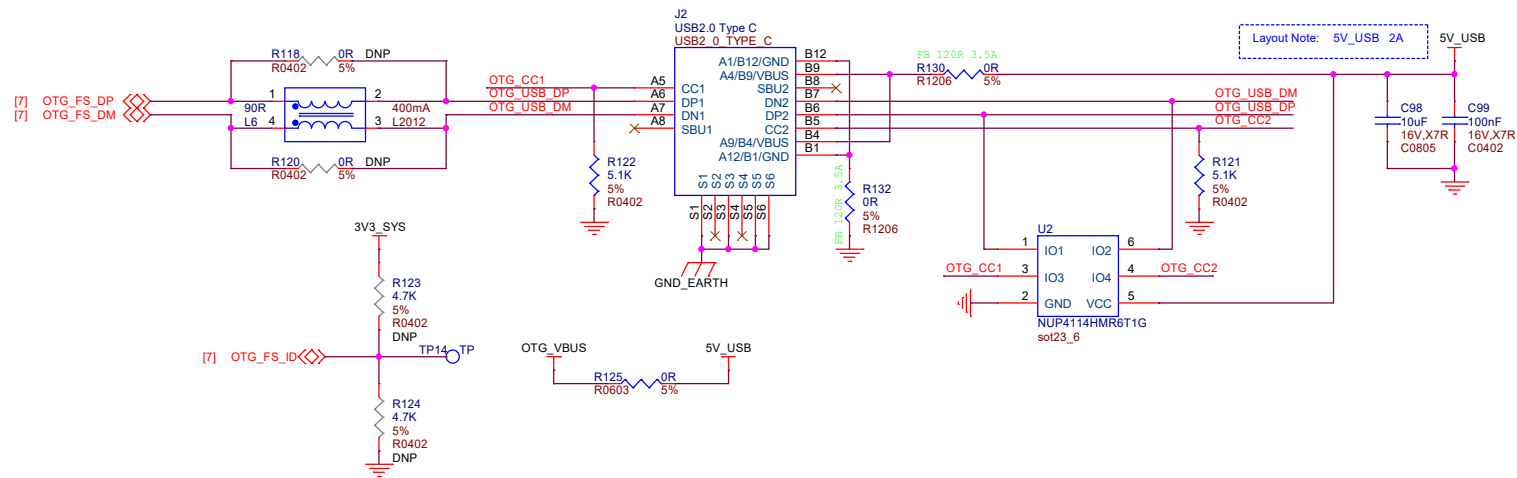 J2
USB2.0 Type C
USB2_0_TYPE_C
R118 0R DNP
R0402 5%
[7] OTG_FS_DP
[7] OTG_FS_DM
1 2
90R 400mA
4 3
L6 L2012
R120 0R DNP
R0402 5%
OTG_CC1
OTG_USB_DP
OTG_USB_DM
A5
A6
A7
A8
CC1
DP1
DN1
SBU1
A1/B12/GND
A4/B9/VBUS
SBU2
DN2
DP2
CC2
A9/B4/VBUS
A12/B1/GND
B12
B9
B8
B7
B6
B5
B4
B1
S1 S2 S3 S4 S5 S6
S1 S2 S3 S4 S5 S6
GND_EARTH
R122
5.1K
5%
R0402
FB 120R 3.5A
R130 0R
R1206 5%
FB 120R 3.5A
R132
0R
5%
R1206
OTG_USB_DM
OTG_USB_DP
OTG_CC2
R121
5.1K
5%
R0402
Layout Note: 5V_USB 2A
5V_USB
C98
10uF
16V,X7R
C0805
C99
100nF
16V,X7R
C0402
U2
1 IO1 IO2 6
OTG_CC1 3 IO3 IO4 4 OTG_CC2
2 GND VCC 5
NUP4114HMR6T1G
sot23_6
3V3_SYS
R123
4.7K
5%
R0402
DNP
[7] OTG_FS_ID
TP14 TP
R124
4.7K
5%
R0402
DNP
OTG_VBUS 5V_USB
R125 0R
R0603 5%